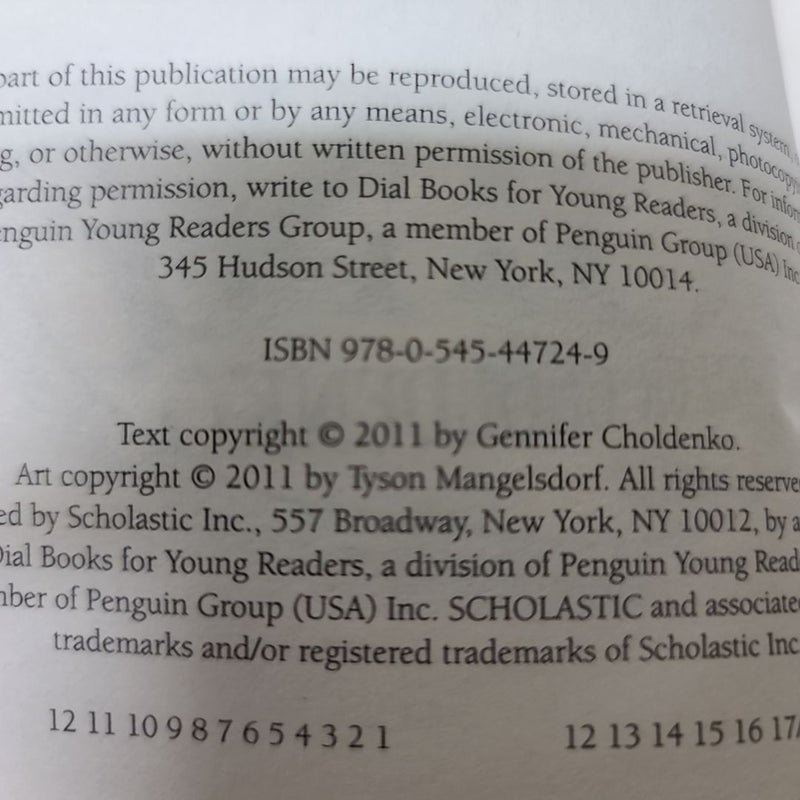 part of this publication may be reproduced, stored in a retrieval system,
mitted in any form or by any means, electronic, mechanical, photocopy
g, or otherwise, without written permission of the publisher. For inform
garding permission, write to Dial Books for Young Readers, a division o
enguin Young Readers Group, a member of Penguin Group (USA) Inc
345 Hudson Street, New York, NY 10014.
ISBN 978-0-545-44724-9
Text copyright © 2011 by Gennifer Choldenko.
Art copyright © 2011 by Tyson Mangelsdorf. All rights reserve
ed by Scholastic Inc., 557 Broadway, New York, NY 10012, by a
Dial Books for Young Readers, a division of Penguin Young Read
mber of Penguin Group (USA) Inc. SCHOLASTIC and associate
trademarks and/or registered trademarks of Scholastic Inc
12 11 10 9 8 7 6 5 4 3 2 1 12 13 14 15 16 17/